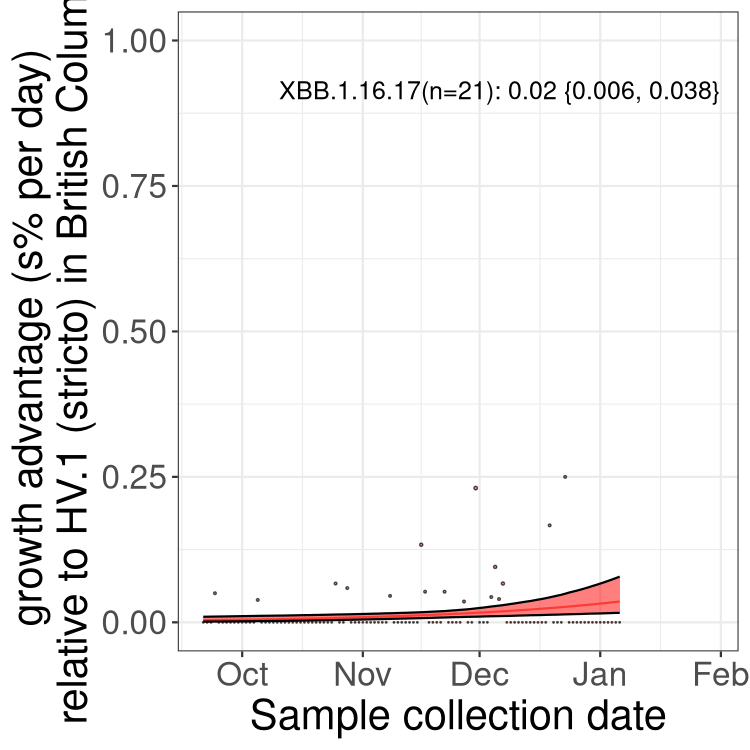 growth advantage (s% per day)
relative to HV.1 (stricto) in British Colum
1.00
0.75
0.50
0.25
0.00
XBB.1.16.17(n=21): 0.02 {0.006, 0.038}
Oct Nov Dec Jan Feb
Sample collection date